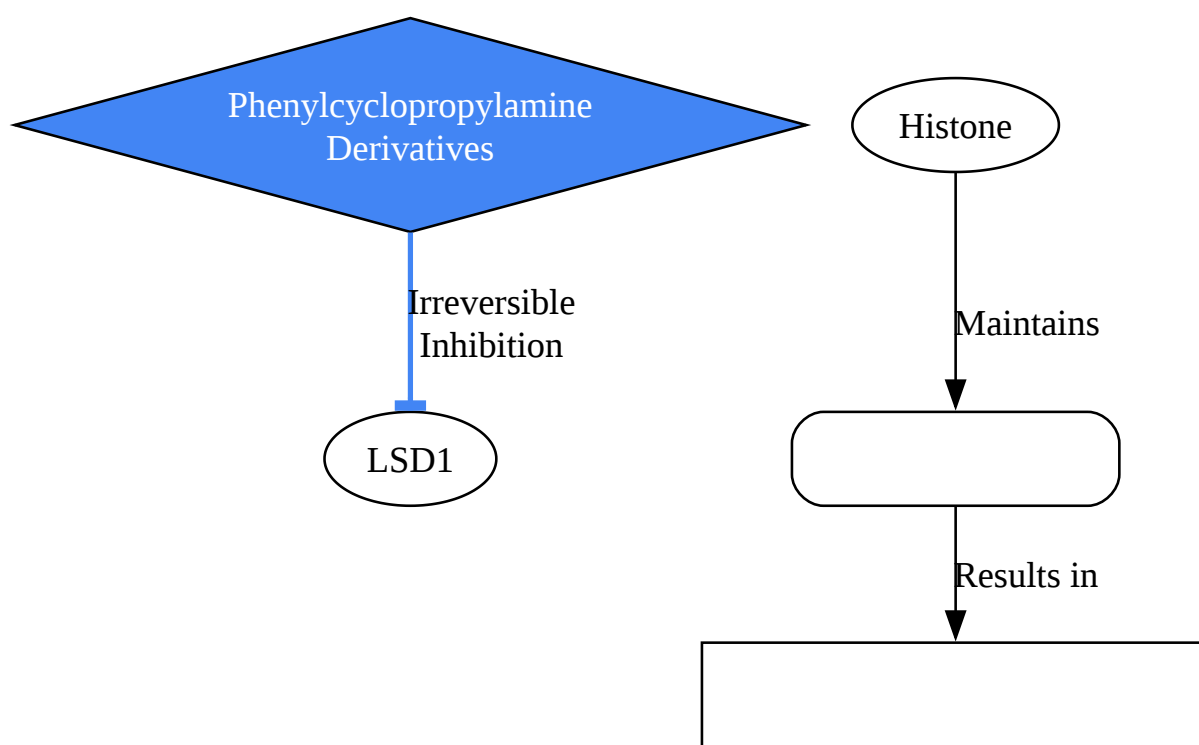 Phenylcyclopropylamine
Derivatives
Histone
Irreversible
Inhibition
Maintains
LSD1
Results in